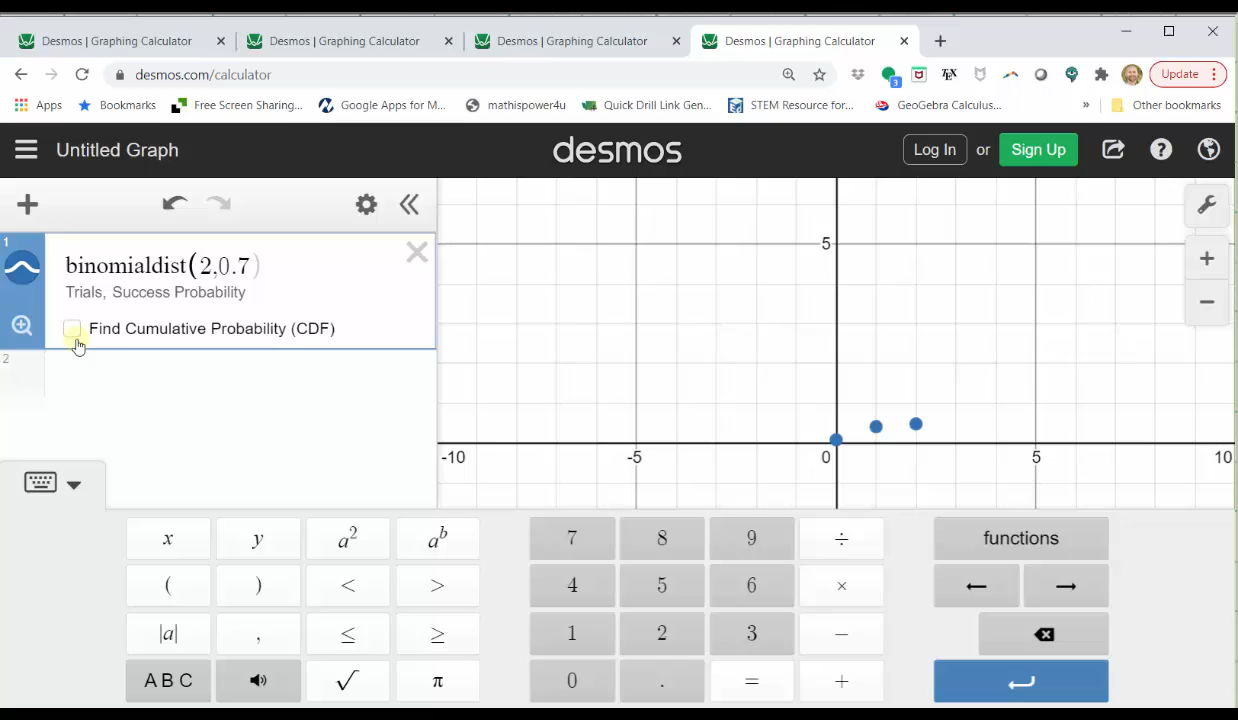 Desmos | Graphing Calculator
Desmos | Graphing Calculator
Desmos | Graphing Calculator
Desmos | Graphing Calculator
desmos.com/calculator
3
TEX
Update
Apps
Bookmarks
Free Screen Sharing...
Google Apps for M...
mathispower4u
Quick Drill Link Gen...
STEM Resource for...
GeoGebra Calculus...
»
Other bookmarks
Untitled Graph
desmos
Log In or Sign Up
1
binomialdist(2,0.7)
Trials, Success Probability
Find Cumulative Probability (CDF)
2
5
-10 -5 0 5 10
x y a² aᵇ 7 8 9 ÷ functions
( ) < > 4 5 6 × ← →
|a| , ≤ ≥ 1 2 3 −
A B C √ π 0 . = +